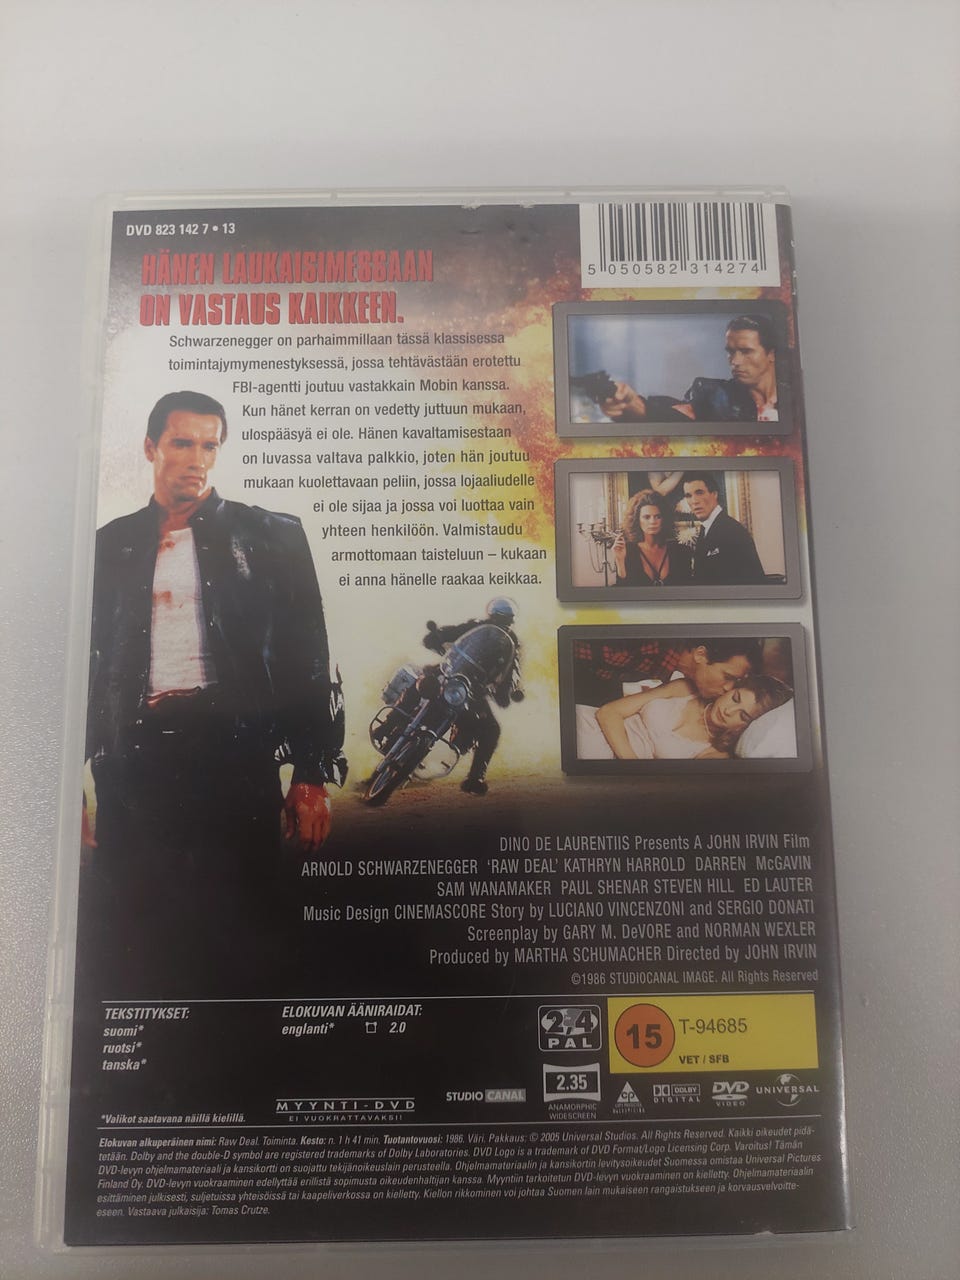 DVD 823 142 7 • 13
5 050582 314274
HÄNEN LAUKAISIMESSAAN
ON VASTAUS KAIKKEEN.
Schwarzenegger on parhaimmillaan tässä klassisessa
toimintajymymenestyksessä, jossa tehtävästään erotettu
FBI-agentti joutuu vastakkain Mobin kanssa.
Kun hänet kerran on vedetty juttuun mukaan,
ulospääsyä ei ole. Hänen kavaltamisestaan
on luvassa valtava palkkio, joten hän joutuu
mukaan kuolettavaan peliin, jossa lojaaliudelle
ei ole sijaa ja jossa voi luottaa vain
yhteen henkilöön. Valmistaudu
armottomaan taisteluun – kukaan
ei anna hänelle raakaa keikkaa.
DINO DE LAURENTIIS Presents A JOHN IRVIN Film
ARNOLD SCHWARZENEGGER 'RAW DEAL' KATHRYN HARROLD DARREN McGAVIN
SAM WANAMAKER PAUL SHENAR STEVEN HILL ED LAUTER
Music Design CINEMASCORE Story by LUCIANO VINCENZONI and SERGIO DONATI
Screenplay by GARY M. DeVORE and NORMAN WEXLER
Produced by MARTHA SCHUMACHER Directed by JOHN IRVIN
©1986 STUDIOCANAL IMAGE. All Rights Reserved
TEKSTITYKSET:
suomi*
ruotsi*
tanska*
*Valikot saatavana näillä kielillä.
ELOKUVAN ÄÄNIRAIDAT:
englanti* 2.0
MYYNTI-DVD
EI VUOKRATTAVAKSI!
2,4
PAL
15 T-94685
VET / SFB
STUDIO CANAL
2.35
ANAMORPHIC
WIDESCREEN
DOLBY
DIGITAL
DVD
VIDEO
UNIVERSAL
Elokuvan alkuperäinen nimi: Raw Deal. Toiminta. Kesto: n. 1 h 41 min. Tuotantovuosi: 1986. Väri. Pakkaus: © 2005 Universal Studios. All Rights Reserved. Kaikki oikeudet pidä-
tetään. Dolby and the double-D symbol are registered trademarks of Dolby Laboratories. DVD Logo is a trademark of DVD Format/Logo Licensing Corp. Varoitus! Tämän
DVD-levyn ohjelmamateriaali ja kansikortti on suojattu tekijänoikeuslain perusteella. Ohjelmamateriaalin ja kansikortin levitysoikeudet Suomessa omistaa Universal Pictures
Finland Oy. DVD-levyn vuokraaminen edellyttää erillistä sopimusta oikeudenhaltijan kanssa. Myyntiin tarkoitetun DVD-levyn vuokraaminen on kielletty. Ohjelmamateriaalin
esittäminen julkisesti, suljetuissa yhteisöissä tai kaapeliverkossa on kielletty. Kiellon rikkominen voi johtaa Suomen lain mukaiseen rangaistukseen ja korvausvelvoitte-
eseen. Vastaava julkaisija: Tomas Crutze.